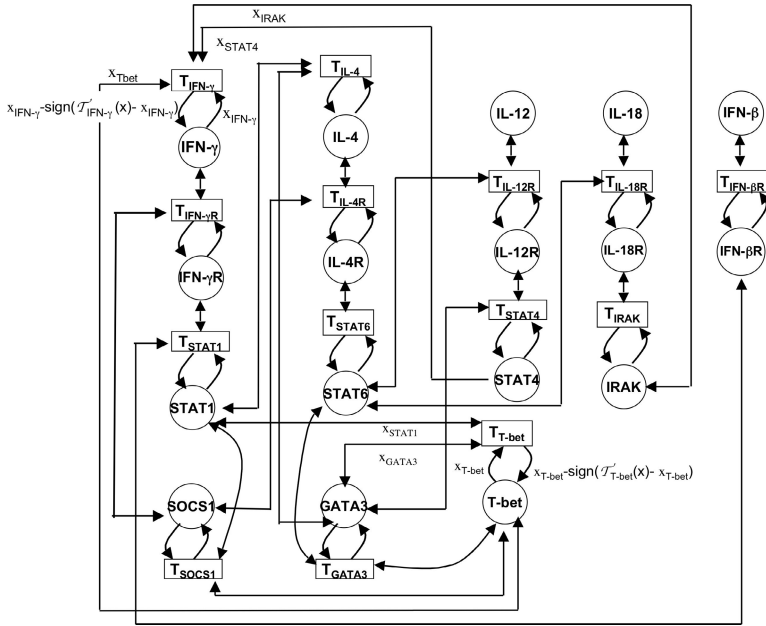 x_IRAK
x_STAT4
x_Tbet
T_IFN-γ
T_IL-4
x_IFN-γ-sign(𝒯'_IFN-γ(x)- x_IFN-γ)
x_IFN-γ
IFN-γ
IL-4
IL-12
IL-18
IFN-β
T_IFN-γR
T_IL-4R
T_IL-12R
T_IL-18R
T_IFN-βR
IFN-γR
IL-4R
IL-12R
IL-18R
IFN-βR
T_STAT1
T_STAT6
T_STAT4
T_IRAK
STAT1
STAT6
STAT4
IRAK
x_STAT1
T_T-bet
x_GATA3
x_T-bet
x_T-bet-sign(𝒯'_T-bet(x)- x_T-bet)
SOCS1
GATA3
T-bet
T_SOCS1
T_GATA3